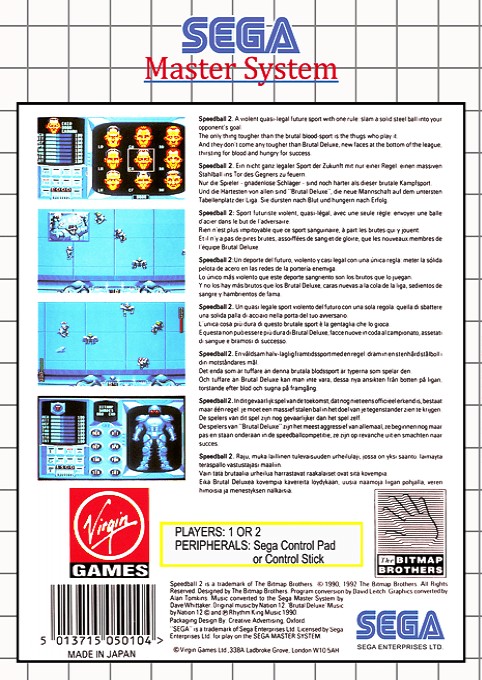 SEGA
Master System
Speedball 2. A violent quasi-legal future sport with one rule: slam a solid steel ball into your
opponent's goal
The only thing tougher than the brutal blood-sport is the thugs who play it
And they don't come any tougher than Brutal Deluxe, new faces at the bottom of the league,
thirsting for blood and hungry for success.
Speedball 2. Ein nicht ganz legaler Sport der Zukunft mit nur einer Regel: einen massiven
Stahlball ins Tor des Gegners zu feuern
Nur die Spieler - gnadenlose Schläger - sind noch härter als dieser brutale Kampfsport.
Und die Härtesten von allen sind "Brutal Deluxe", die neue Mannschaft auf dem untersten
Tabellenplatz der Liga. Sie dürsten nach Blut und hungern nach Erfolg.
Speedball 2: Sport futuriste violent, quasi-légal, avec une seule règle: envoyer une balle
d'acier dans le but de l'adversaire.
Rien n'est plus impitoyable que ce sport sanguinaire, à part les brutes qui y jouent.
Et il n'y a pas de pires brutes, assoiffées de sang et de gloire, que les nouveaux membres de
l'équipe Brutal Deluxe
Speedball 2: Un deporte del futuro, violento y casi legal con una única regla: meter la sólida
pelota de acero en las redes de la portería enemiga
Lo único más violento que este deporte sangriento son los brutos que lo juegan.
Y no los hay más brutos que los Brutal Deluxe, caras nuevas a la cola de la liga, sedientos de
sangre y hambrientos de fama.
Speedball 2. Un quasi legale sport violento del futuro con una sola regola: quella di sbattere
una solida palla di acciaio nella porta del tuo avversario.
L'unica cosa più dura di questo brutale sport è la gentaglia che lo gioca
E questa non può essere più dura di Brutal Deluxe, facce nuove in coda al campionato, assetati
di sangue e bramosi di successo.
Speedball 2. En våldsam halv-laglig framtidssport med en regel: dräm in en stenhård stålboll i
din motståndares mål.
Det enda som är tuffare än denna brutala blodssport är typerna som spelar den
Och tuffare än Brutal Deluxe kan man inte vara, dessa nya ansikten från botten på ligan,
törstande efter blod och sugna på framgång.
Speedball 2. In dit gevaarlijk spel van de toekomst, dat nog niet eens officieel erkend is, bestaat
maar één regel: je moet een massief stalen bal in het doel van je tegenstander zien te krijgen
De spelers van dit spel zijn nog gevaarlijker dan het spel zelf!
De spelers van "Brutal Deluxe" zijn het meest aggressief van allemaal, ze beginnen nog maar
pas en staan onderaan in de speedballcompetitie, ze zijn op revanche uit en smachten naar
succes.
Speedball 2. Raju, muka laillinen tulevaisuuden urheilulaji, jossa on yksi sääntö: lävnäytä
teräspallo vastustajasi maaliin.
Vain tätä brutaalia urheilua harrastavat raakalaiset ovat sitä kovempia
Eikä Brutal Deluxea kovempia kavereita löydykään, uusia naamoja liigan pohjalla, veren
himoisia ja menestyksen nälkäisiä.
Virgin
GAMES
PLAYERS: 1 OR 2
PERIPHERALS: Sega Control Pad
or Control Stick
The BITMAP
BROTHERS
Speedball 2 is a trademark of The Bitmap Brothers. © 1990, 1992 The Bitmap Brothers. All Rights
Reserved. Designed by The Bitmap Brothers. Program conversion by David Leitch. Graphics converted by
Alan Tomkins. Music converted to the Sega Master System by
Dave Whittaker. Original music by Nation 12. 'Brutal Deluxe' Music
by Nation 12 © and ℗ Rhythm King Music 1990.
Packaging Design By Creative Advertising, Oxford
"SEGA" is a trademark of Sega Enterprises Ltd. Licensed by Sega
Enterprises Ltd. for play on the SEGA MASTER SYSTEM.
© Virgin Games Ltd., 338A Ladbroke Grove, London W10 5AH
5 013715 050104 >
MADE IN JAPAN
SEGA
SEGA ENTERPRISES LTD.